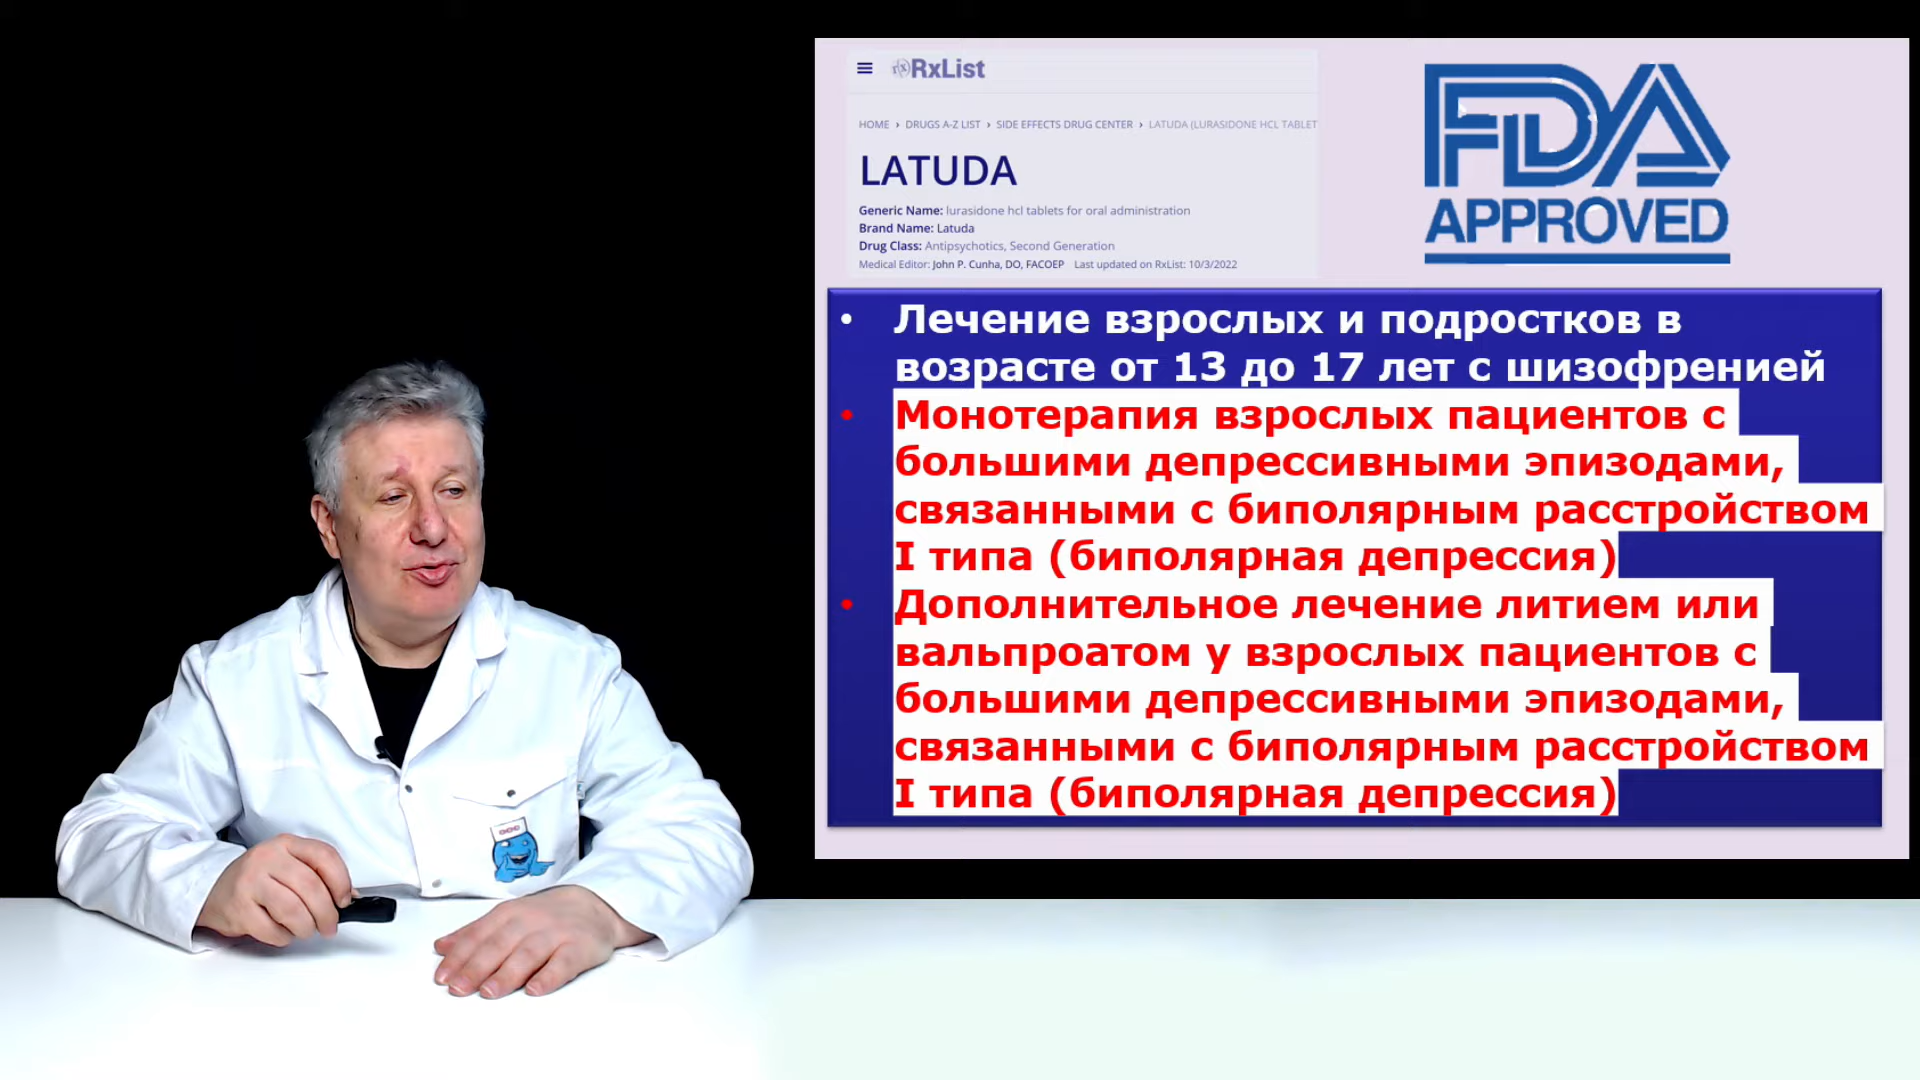 RxList
HOME › DRUGS A-Z LIST › SIDE EFFECTS DRUG CENTER › LATUDA (LURASIDONE HCL TABLET
LATUDA
Generic Name: lurasidone hcl tablets for oral administration
Brand Name: Latuda
Drug Class: Antipsychotics, Second Generation
Medical Editor: John P. Cunha, DO, FACOEP Last updated on RxList: 10/3/2022
FDA
APPROVED
• Лечение взрослых и подростков в
возрасте от 13 до 17 лет с шизофренией
• Монотерапия взрослых пациентов с
большими депрессивными эпизодами,
связанными с биполярным расстройством
I типа (биполярная депрессия)
• Дополнительное лечение литием или
вальпроатом у взрослых пациентов с
большими депрессивными эпизодами,
связанными с биполярным расстройством
I типа (биполярная депрессия)